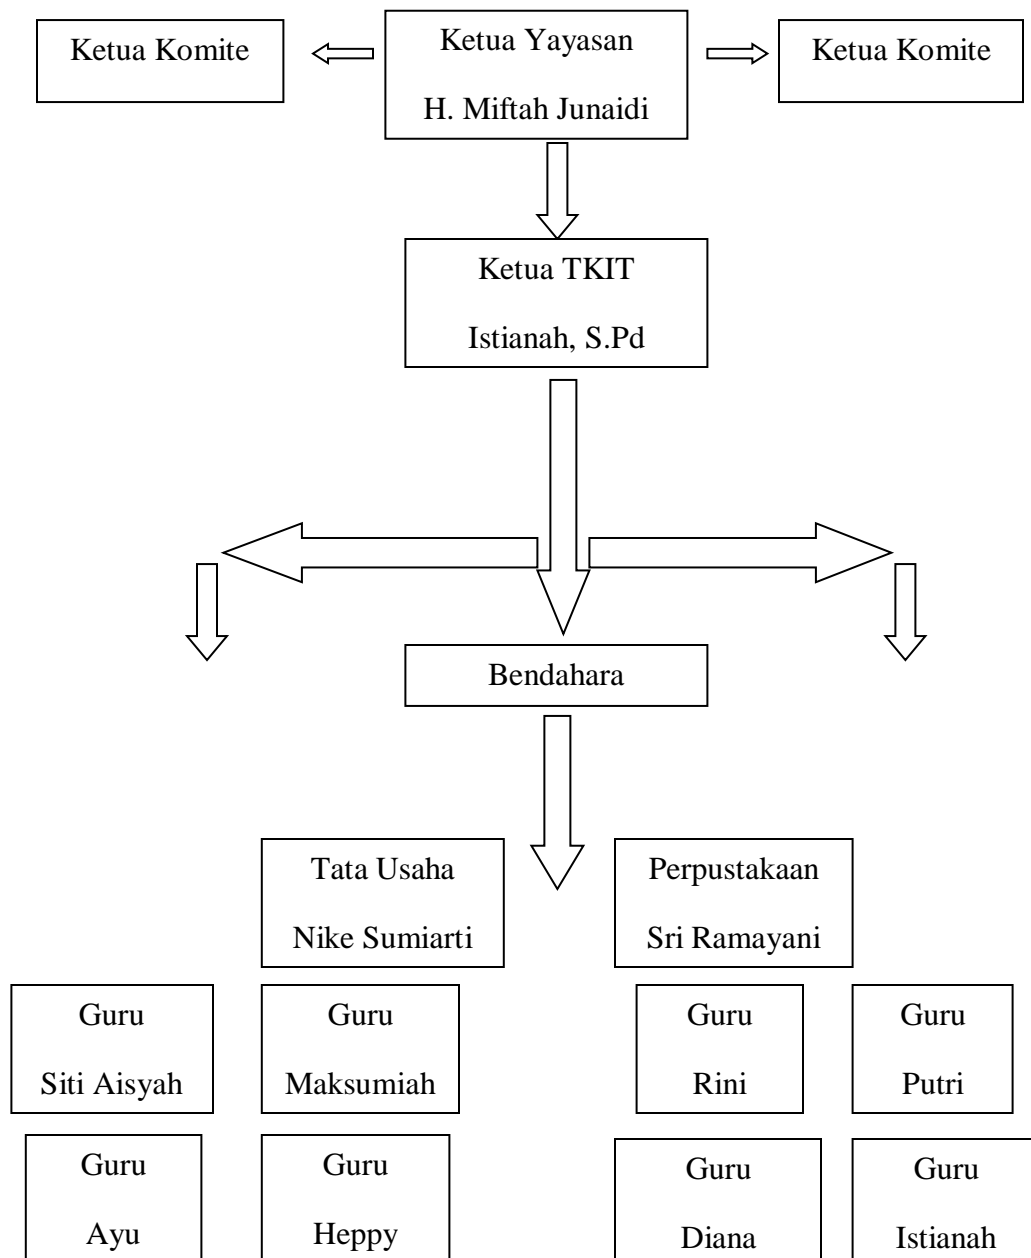 Ketua Komite
Ketua Yayasan
H. Miftah Junaidi
Ketua Komite
Ketua TKIT
Istianah, S.Pd
Bendahara
Tata Usaha
Nike Sumiarti
Perpustakaan
Sri Ramayani
Guru
Siti Aisyah
Guru
Maksumiah
Guru
Rini
Guru
Putri
Guru
Ayu
Guru
Heppy
Guru
Diana
Guru
Istianah